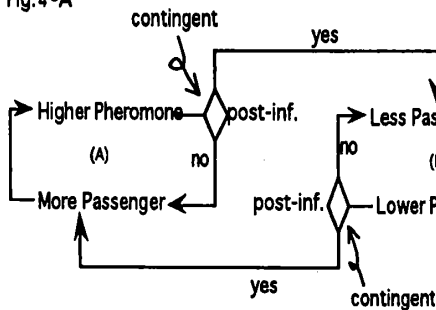 Fig.4-A
contingent
yes
Higher Pheromone
post-inf.
Less Pas
(A)
no
no
More Passenger
post-inf.
Lower P
yes
contingent